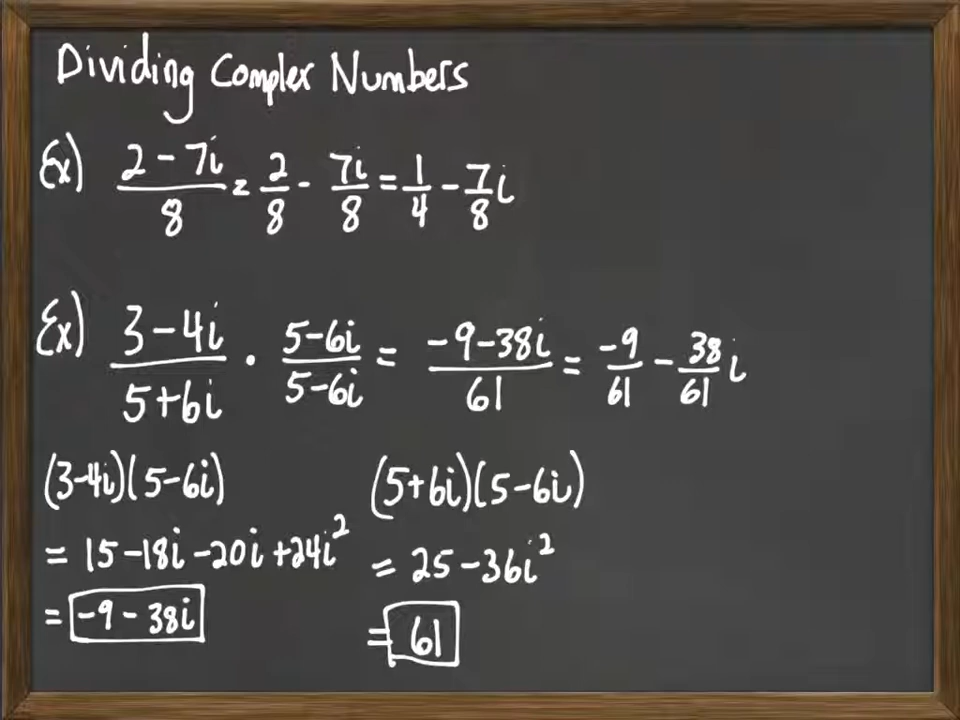 Dividing Complex Numbers
Ex) (2 - 7i)/8 = 2/8 - 7i/8 = 1/4 - 7/8 i
Ex) (3-4i)/(5+6i) · (5-6i)/(5-6i) = (-9-38i)/61 = -9/61 - 38/61 i
(3-4i)(5-6i)
= 15-18i-20i+24i²
= -9-38i
(5+6i)(5-6i)
= 25-36i²
= 61